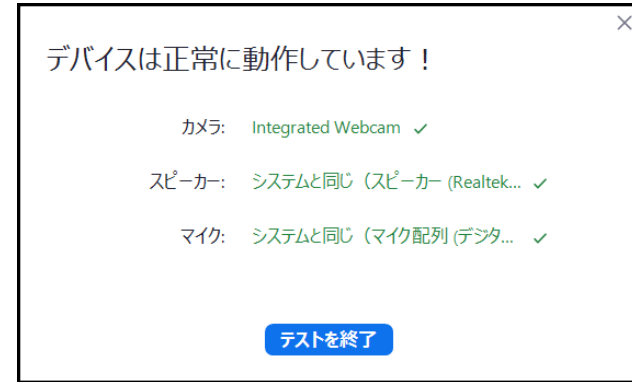 デバイスは正常に動作しています！
カメラ: Integrated Webcam ✓
スピーカー: システムと同じ（スピーカー (Realtek... ✓
マイク: システムと同じ（マイク配列 (デジタ... ✓
テストを終了